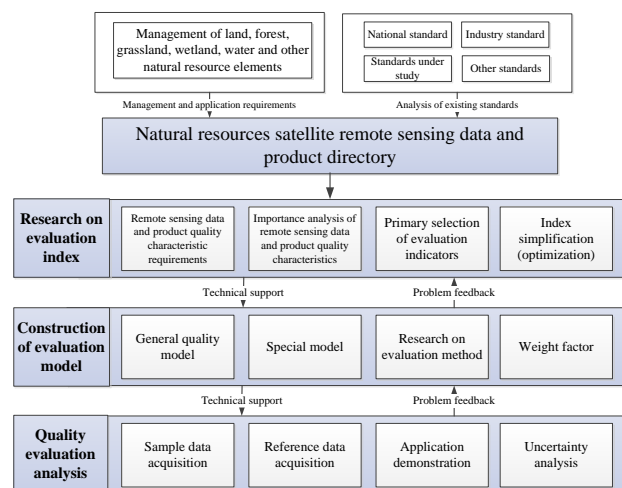 Management of land, forest,
grassland, wetland, water and other
natural resource elements
National standard
Industry standard
Standards under
study
Other standards
Management and application requirements
Analysis of existing standards
Natural resources satellite remote sensing data and
product directory
Research on
evaluation
index
Remote sensing data
and product quality
characteristic
requirements
Importance analysis of
remote sensing data
and product quality
characteristics
Primary selection
of evaluation
indicators
Index
simplification
(optimization)
Technical support
Problem feedback
Construction
of evaluation
model
General quality
model
Special model
Research on
evaluation method
Weight factor
Technical support
Problem feedback
Quality
evaluation
analysis
Sample data
acquisition
Reference data
acquisition
Application
demonstration
Uncertainty
analysis